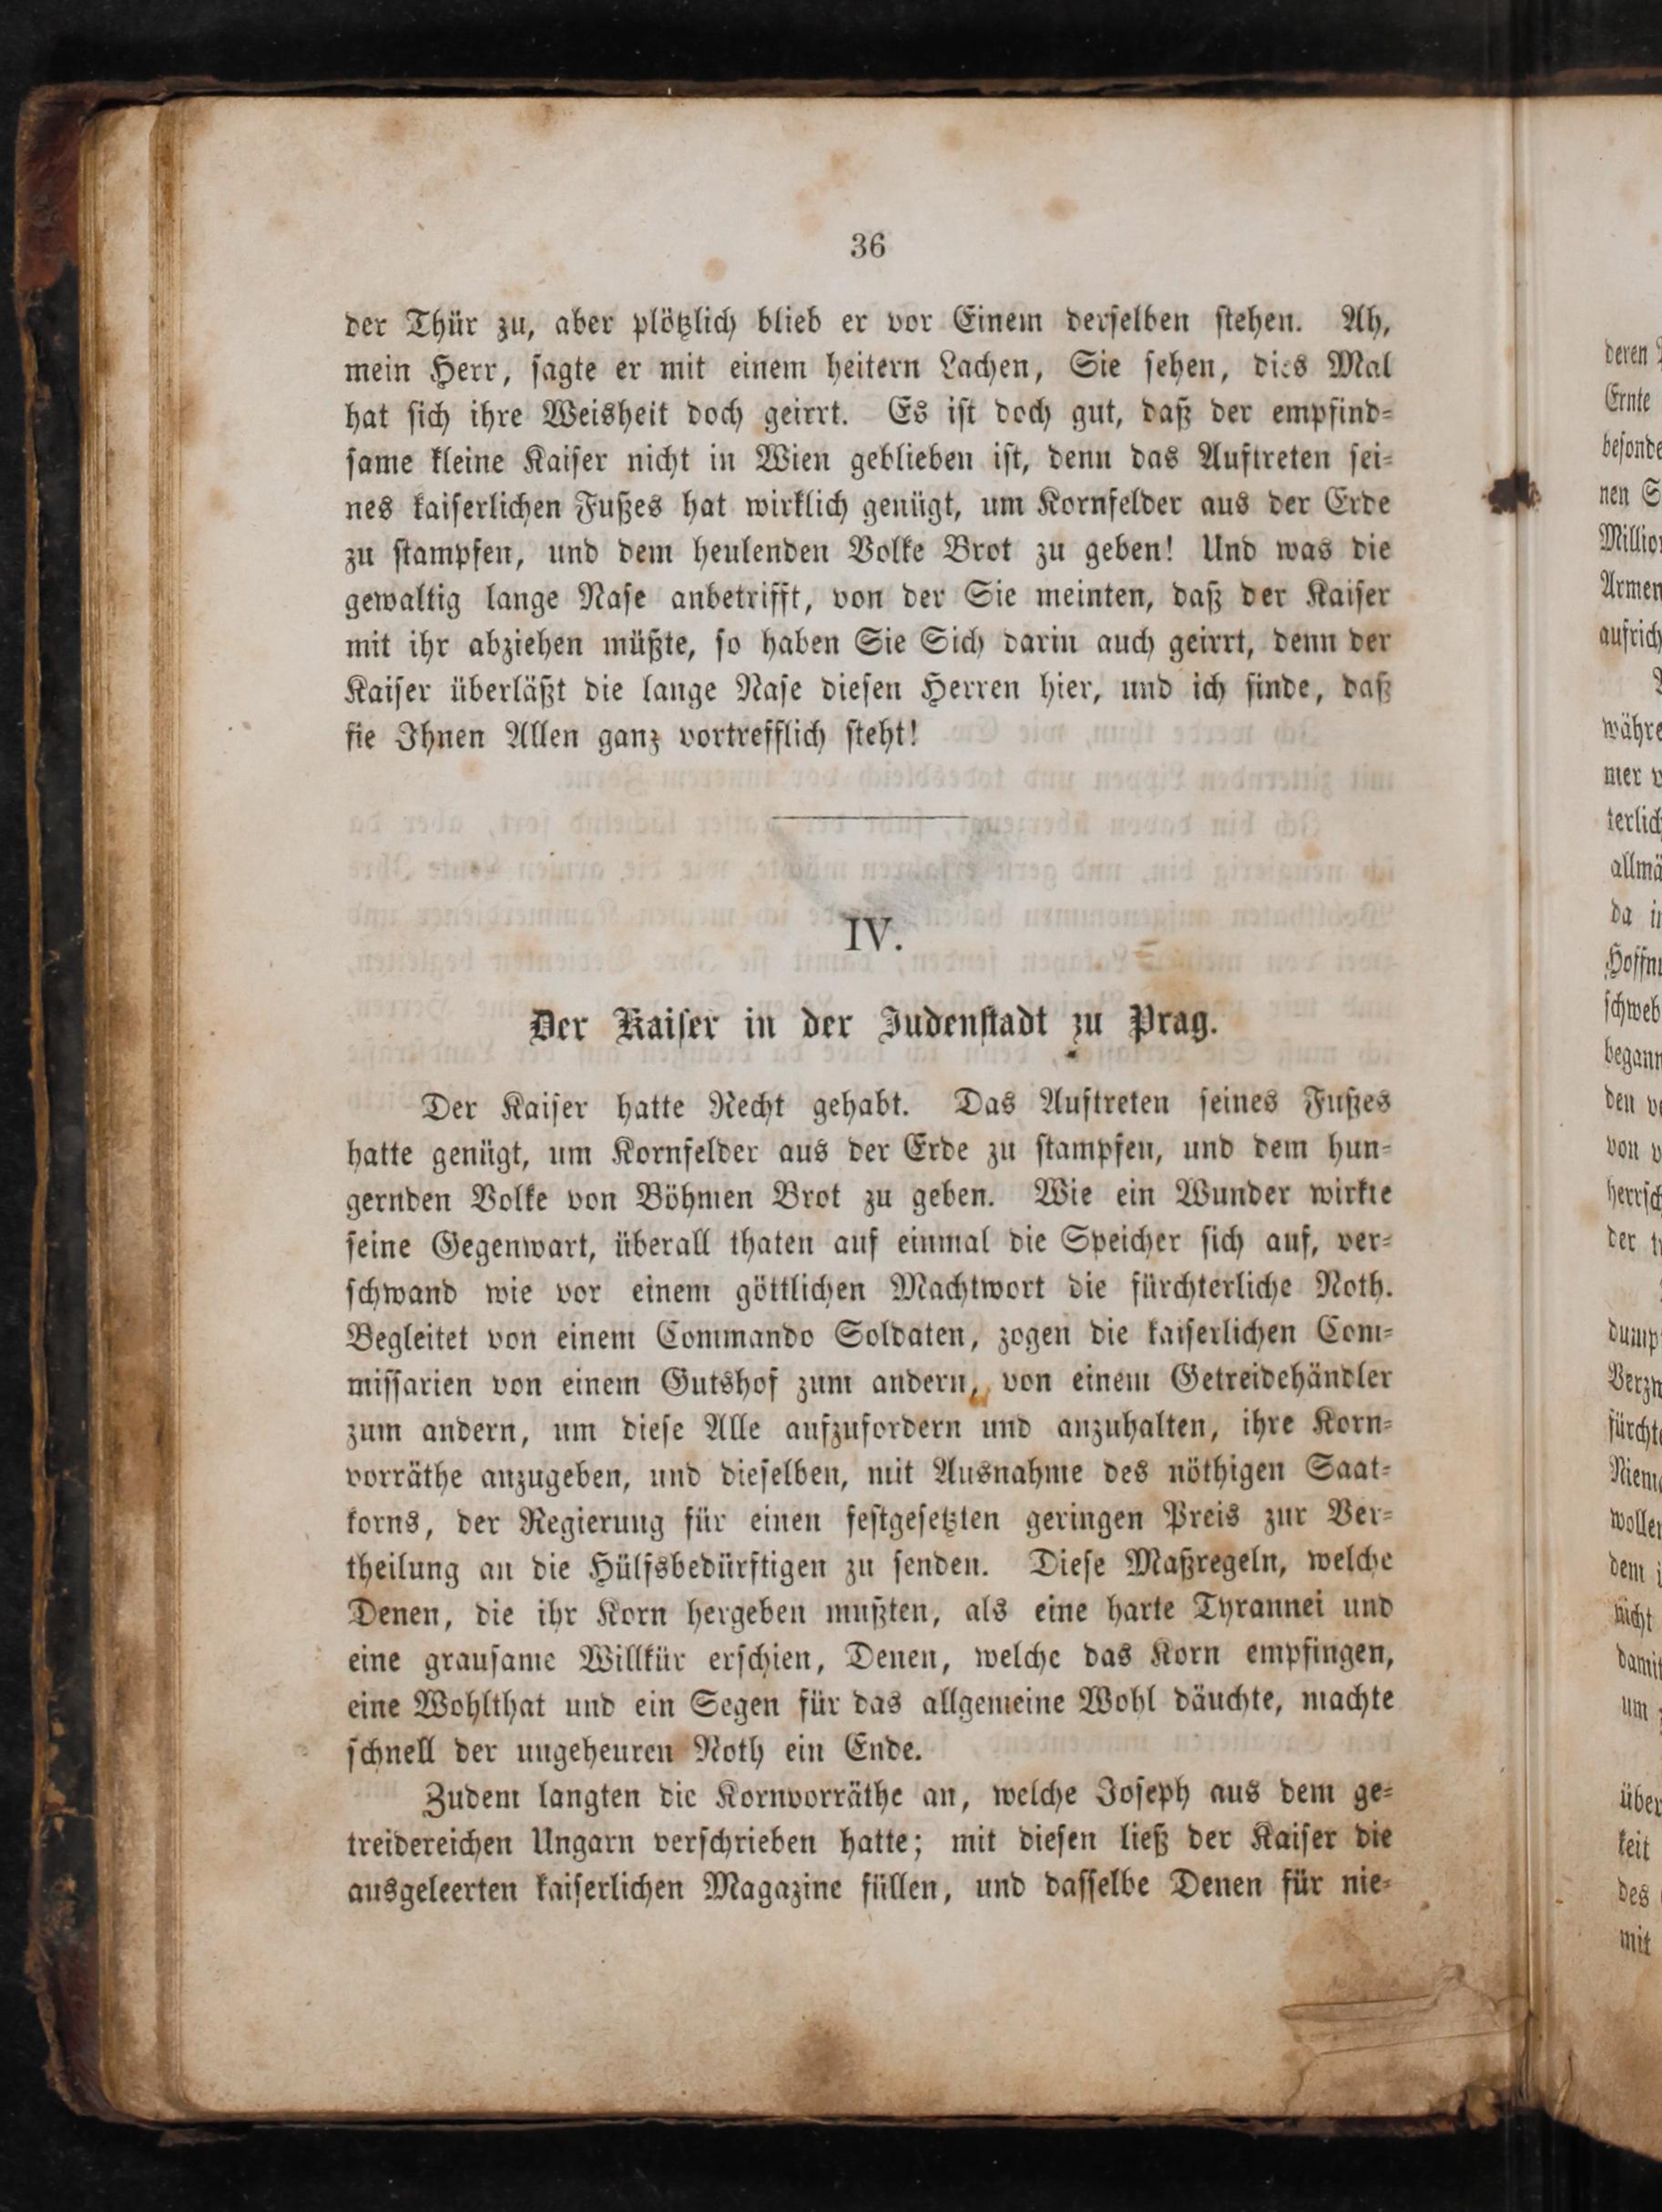 36
der Thür zu, aber plötzlich blieb er vor Einem derselben stehen. Ah,
mein Herr, sagte er mit einem heitern Lachen, Sie sehen, dies Mal
hat sich ihre Weisheit doch geirrt. Es ist doch gut, daß der empfind-
same kleine Kaiser nicht in Wien geblieben ist, denn das Auftreten sei-
nes kaiserlichen Fußes hat wirklich genügt, um Kornfelder aus der Erde
zu stampfen, und dem heulenden Volke Brot zu geben! Und was die
gewaltig lange Nase anbetrifft, von der Sie meinten, daß der Kaiser
mit ihr abziehen müßte, so haben Sie Sich darin auch geirrt, denn der
Kaiser überläßt die lange Nase diesen Herren hier, und ich finde, daß
sie Ihnen Allen ganz vortrefflich steht!
IV.
Der Kaiser in der Judenstadt zu Prag.
Der Kaiser hatte Recht gehabt. Das Auftreten seines Fußes
hatte genügt, um Kornfelder aus der Erde zu stampfen, und dem hun-
gernden Volke von Böhmen Brot zu geben. Wie ein Wunder wirkte
seine Gegenwart, überall thaten auf einmal die Speicher sich auf, ver-
schwand wie vor einem göttlichen Machtwort die fürchterliche Noth.
Begleitet von einem Commando Soldaten, zogen die kaiserlichen Com-
missarien von einem Gutshof zum andern, von einem Getreidehändler
zum andern, um diese Alle aufzufordern und anzuhalten, ihre Korn-
vorräthe anzugeben, und dieselben, mit Ausnahme des nöthigen Saat-
korns, der Regierung für einen festgesetzten geringen Preis zur Ver-
theilung an die Hülfsbedürftigen zu senden. Diese Maßregeln, welche
Denen, die ihr Korn hergeben mußten, als eine harte Tyrannei und
eine grausame Willkür erschien, Denen, welche das Korn empfingen,
eine Wohlthat und ein Segen für das allgemeine Wohl däuchte, machte
schnell der ungeheuren Noth ein Ende.
Zudem langten die Kornvorräthe an, welche Joseph aus dem ge-
treidereichen Ungarn verschrieben hatte; mit diesen ließ der Kaiser die
ausgeleerten kaiserlichen Magazine füllen, und dasselbe Denen für nie-